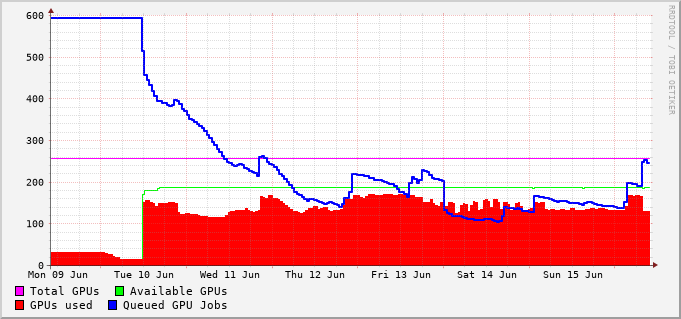 RRDTOOL / TOBI OETIKER
600
500
400
300
200
100
0
Mon 09 Jun Tue 10 Jun Wed 11 Jun Thu 12 Jun Fri 13 Jun Sat 14 Jun Sun 15 Jun
Total GPUs Available GPUs
GPUs used Queued GPU Jobs